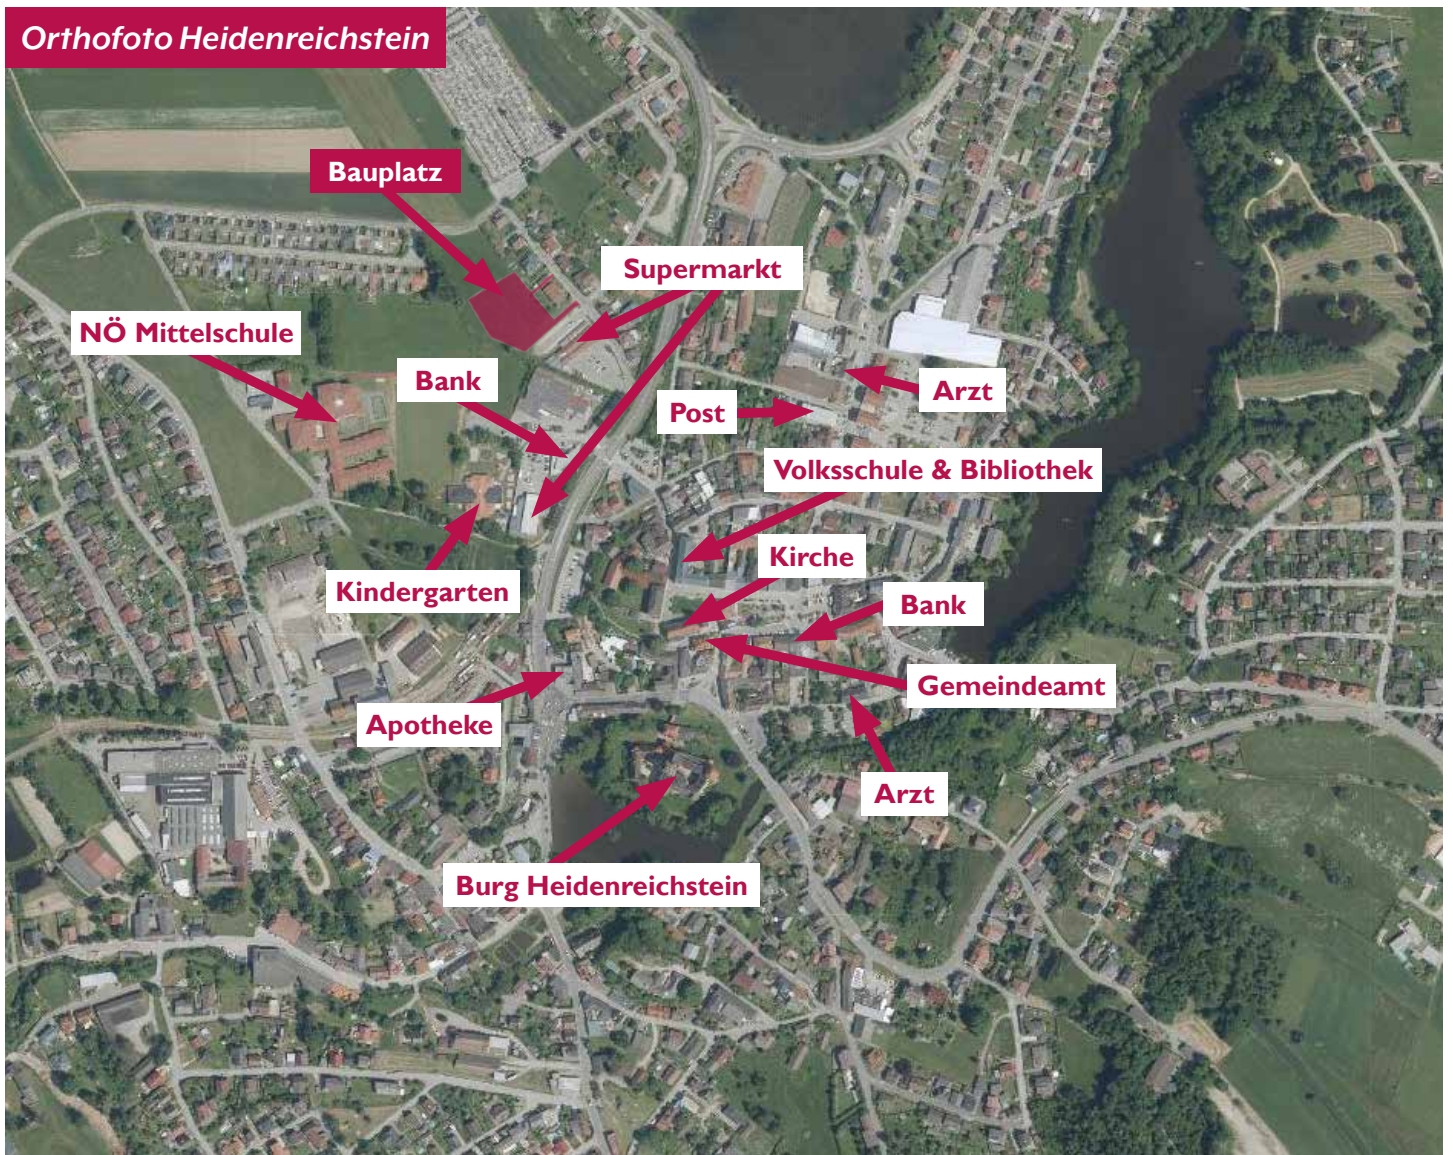 Orthofoto Heidenreichstein
Bauplatz
Supermarkt
NÖ Mittelschule
Bank
Arzt
Post
Volksschule & Bibliothek
Kirche
Kindergarten
Bank
Gemeindeamt
Apotheke
Arzt
Burg Heidenreichstein